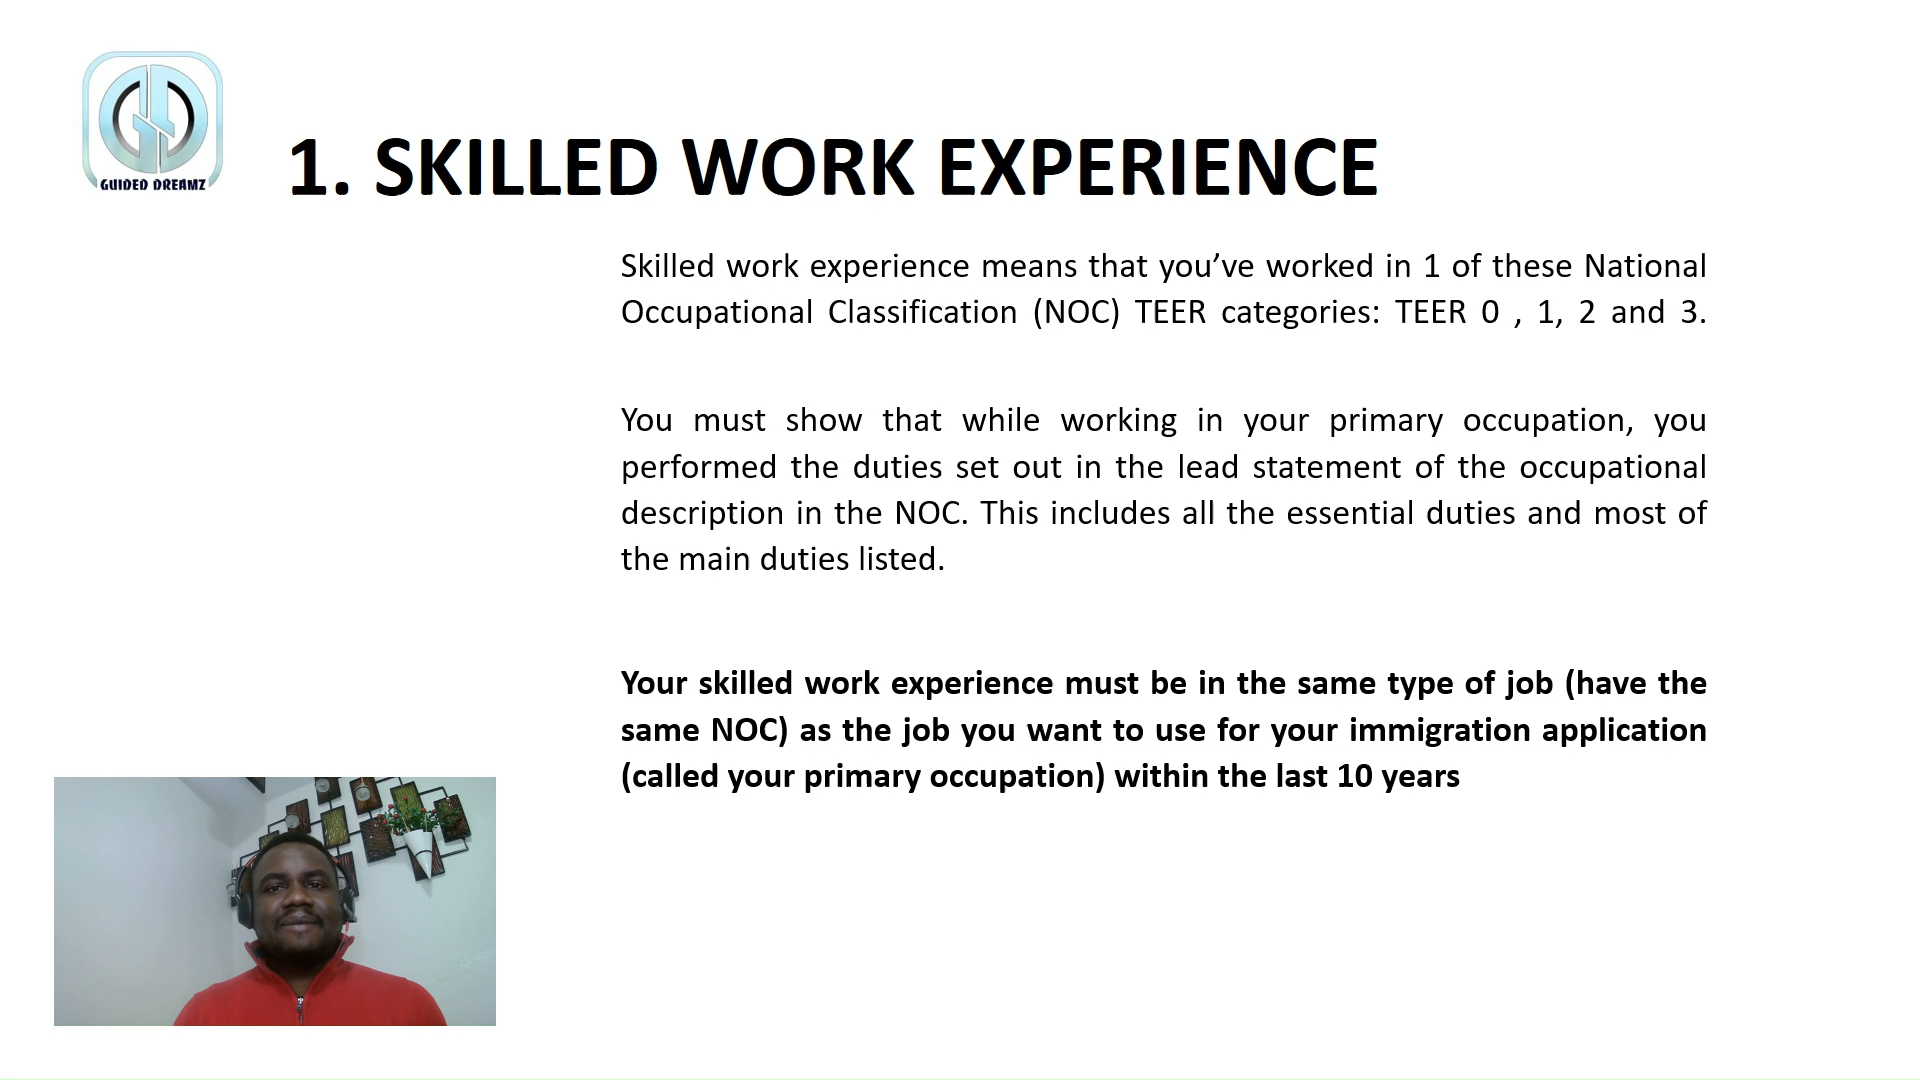 GUIDED DREAMZ
1. SKILLED WORK EXPERIENCE
Skilled work experience means that you’ve worked in 1 of these National
Occupational Classification (NOC) TEER categories: TEER 0 , 1, 2 and 3.
You must show that while working in your primary occupation, you
performed the duties set out in the lead statement of the occupational
description in the NOC. This includes all the essential duties and most of
the main duties listed.
Your skilled work experience must be in the same type of job (have the
same NOC) as the job you want to use for your immigration application
(called your primary occupation) within the last 10 years